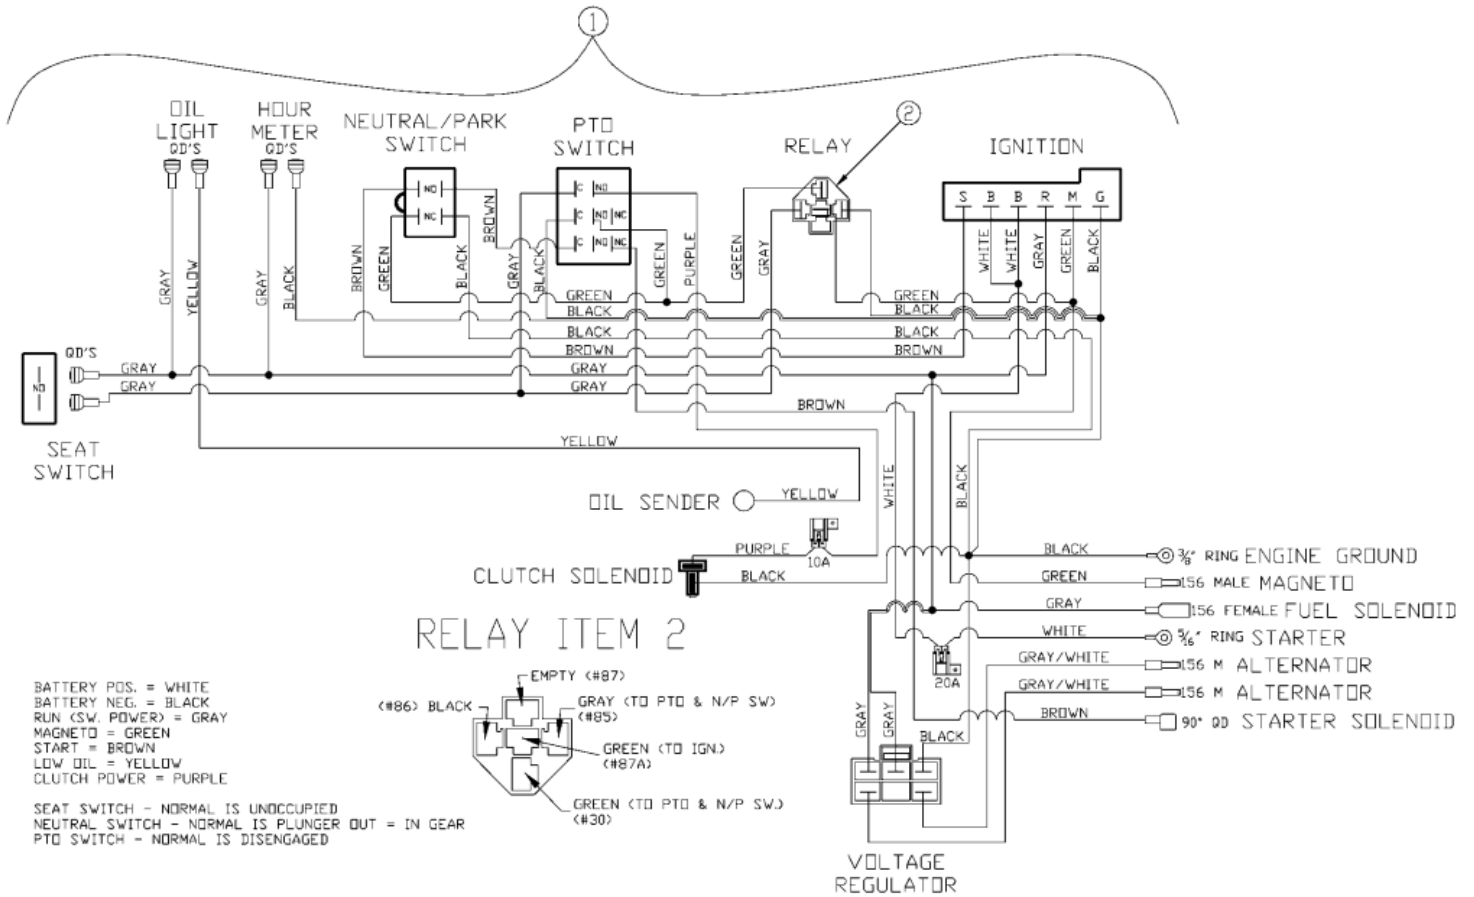 1
OIL
LIGHT
QD'S
HOUR
METER
QD'S
NEUTRAL/PARK
SWITCH
PTO
SWITCH
RELAY
2
IGNITION
NO
NC
C NO
C NO NC
C NO NC
S B B R M G
GRAY
YELLOW
GRAY
BLACK
BROWN
GREEN
BLACK
BROWN
GRAY
BLACK
GREEN
PURPLE
GREEN
GRAY
WHITE
WHITE
GRAY
GREEN
BLACK
GREEN
GREEN
BLACK
BLACK
BLACK
BLACK
BROWN
BROWN
QD'S
GRAY
GRAY
GRAY
GRAY
NO
SEAT
SWITCH
BROWN
YELLOW
OIL SENDER
YELLOW
WHITE
BLACK
CLUTCH SOLENOID
PURPLE
10A
BLACK
BLACK
3/8" RING ENGINE GROUND
GREEN
156 MALE MAGNETO
GRAY
156 FEMALE FUEL SOLENOID
WHITE
5/16" RING STARTER
20A
GRAY/WHITE
156 M ALTERNATOR
GRAY/WHITE
156 M ALTERNATOR
BROWN
90° QD STARTER SOLENOID
GRAY
GRAY
BLACK
VOLTAGE
REGULATOR
RELAY ITEM 2
EMPTY (#87)
(#86) BLACK
GRAY (TO PTO & N/P SW)
(#85)
GREEN (TO IGN.)
(#87A)
GREEN (TO PTO & N/P SW.)
(#30)
BATTERY POS. = WHITE
BATTERY NEG. = BLACK
RUN (SW. POWER) = GRAY
MAGNETO = GREEN
START = BROWN
LOW OIL = YELLOW
CLUTCH POWER = PURPLE
SEAT SWITCH - NORMAL IS UNOCCUPIED
NEUTRAL SWITCH - NORMAL IS PLUNGER OUT = IN GEAR
PTO SWITCH - NORMAL IS DISENGAGED